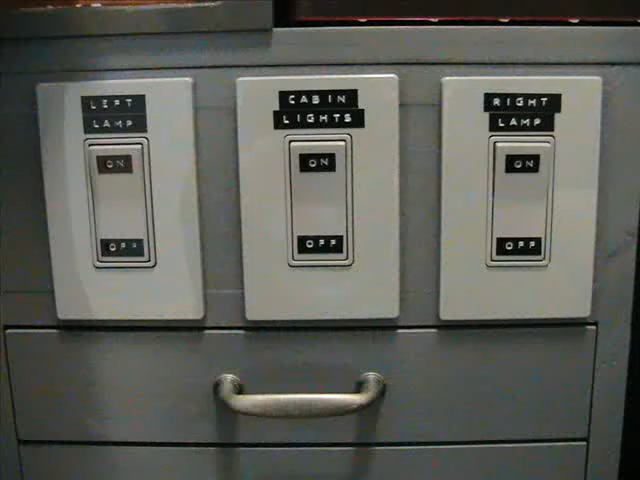 LEFT
LAMP
ON
OFF
CABIN
LIGHTS
ON
OFF
RIGHT
LAMP
ON
OFF